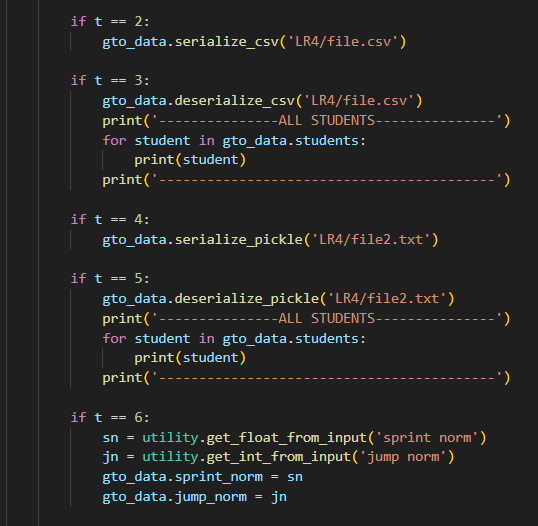 if t == 2:
gto_data.serialize_csv('LR4/file.csv')
if t == 3:
gto_data.deserialize_csv('LR4/file.csv')
print('---------------ALL STUDENTS---------------')
for student in gto_data.students:
print(student)
print('------------------------------------------')
if t == 4:
gto_data.serialize_pickle('LR4/file2.txt')
if t == 5:
gto_data.deserialize_pickle('LR4/file2.txt')
print('---------------ALL STUDENTS---------------')
for student in gto_data.students:
print(student)
print('------------------------------------------')
if t == 6:
sn = utility.get_float_from_input('sprint norm')
jn = utility.get_int_from_input('jump norm')
gto_data.sprint_norm = sn
gto_data.jump_norm = jn